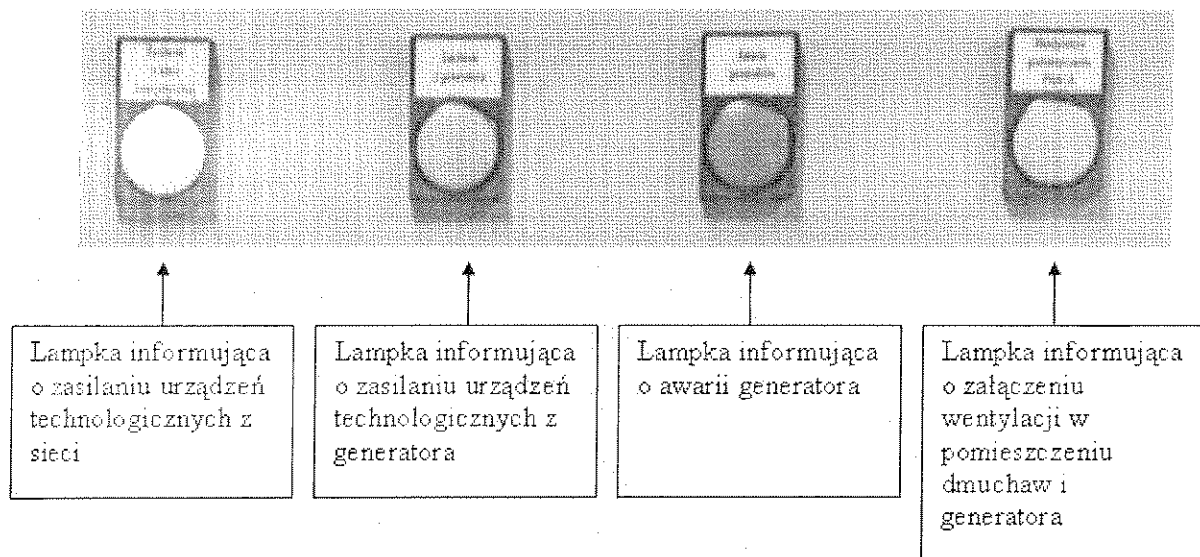 Lampka informująca
o zasilaniu urządzeń
technologicznych z
sieci
Lampka informująca
o zasilaniu urządzeń
technologicznych z
generatora
Lampka informująca
o awarii generatora
Lampka informująca
o załączeniu
wentylacji w
pomieszczeniu
dmuchaw i
generatora